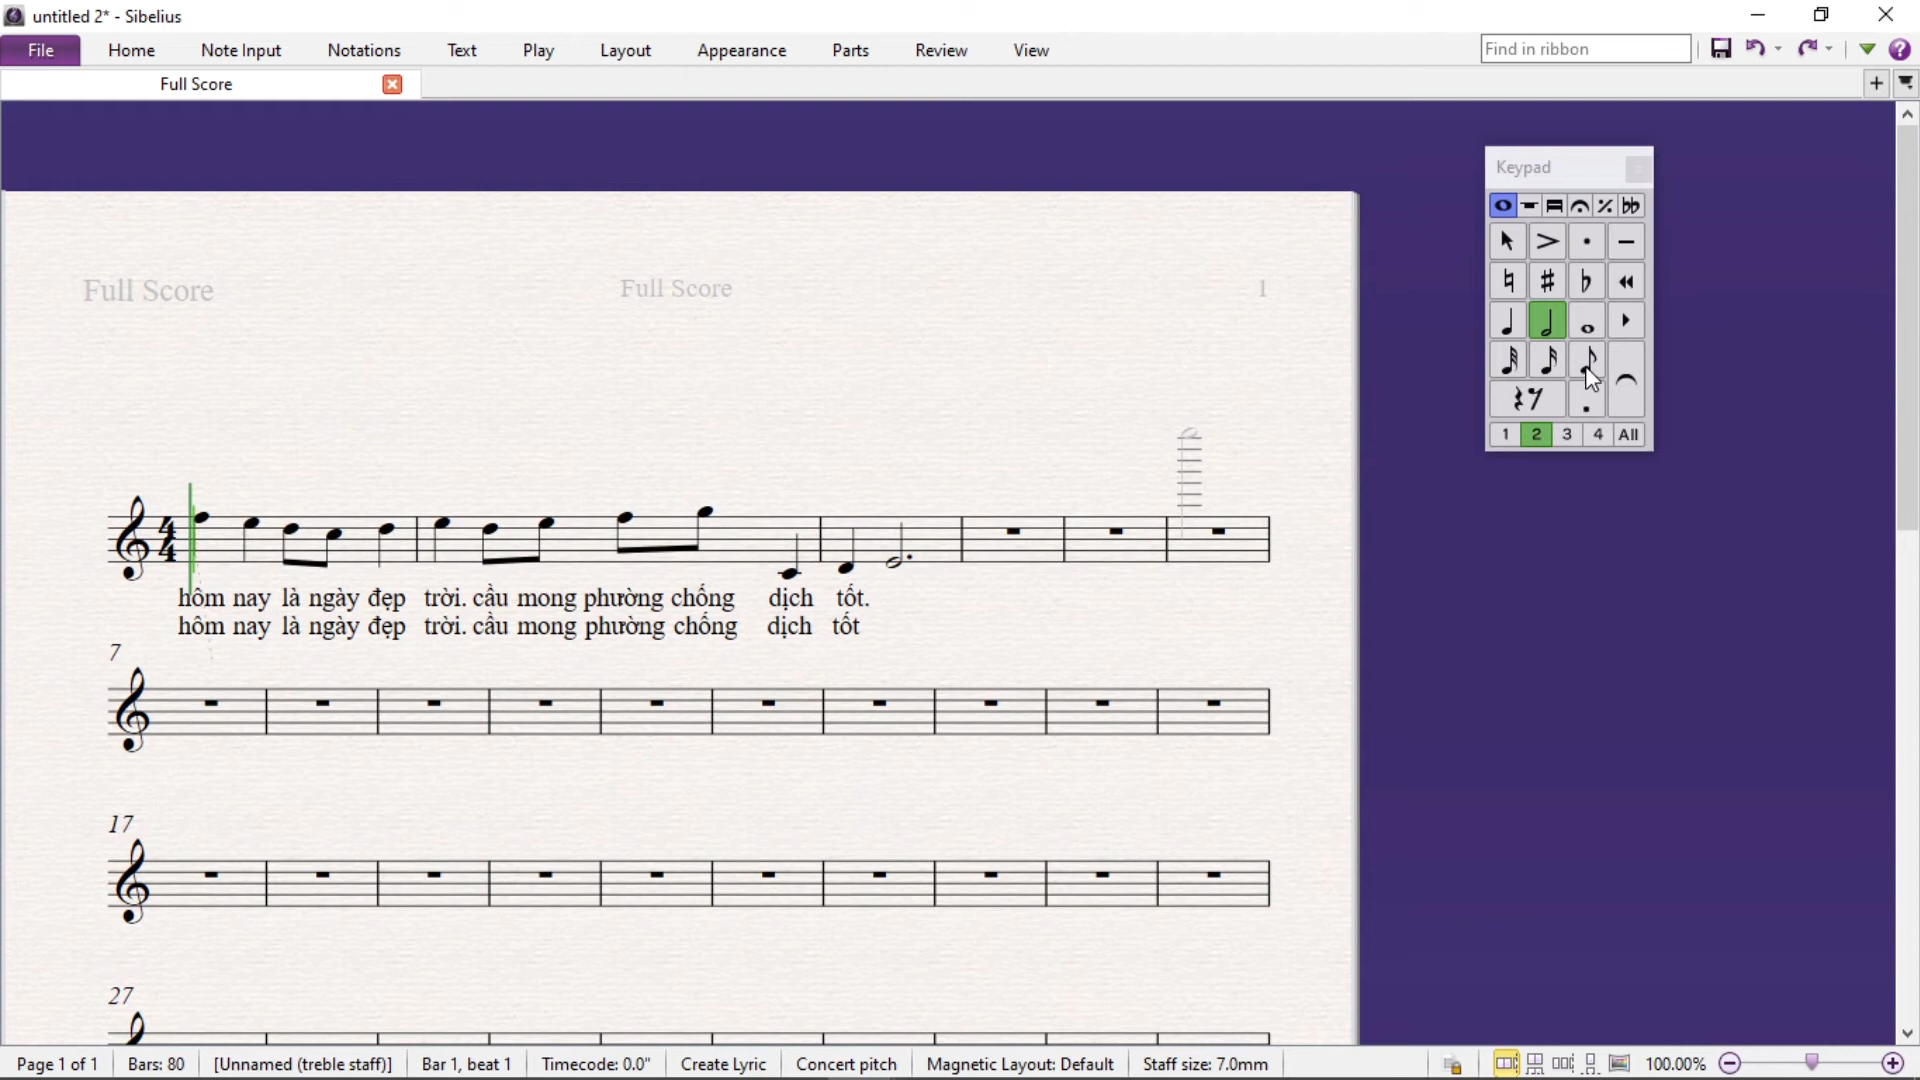 untitled 2* - Sibelius
File Home Note Input Notations Text Play Layout Appearance Parts Review View Find in ribbon
Full Score
Keypad
Full Score Full Score 1
1 2 3 4 All
hôm nay là ngày đẹp trời. cầu mong phường chống dịch tốt.
hôm nay là ngày đẹp trời. cầu mong phường chống dịch tốt
7
17
27
Page 1 of 1 Bars: 80 [Unnamed (treble staff)] Bar 1, beat 1 Timecode: 0.0" Create Lyric Concert pitch Magnetic Layout: Default Staff size: 7.0mm 100.00%